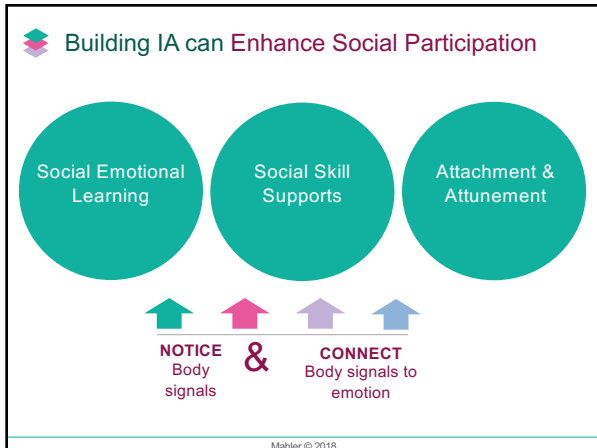 Building IA can Enhance Social Participation
Social Emotional
Learning
Social Skill
Supports
Attachment &
Attunement
NOTICE
Body
signals
&
CONNECT
Body signals to
emotion
Mahler © 2018